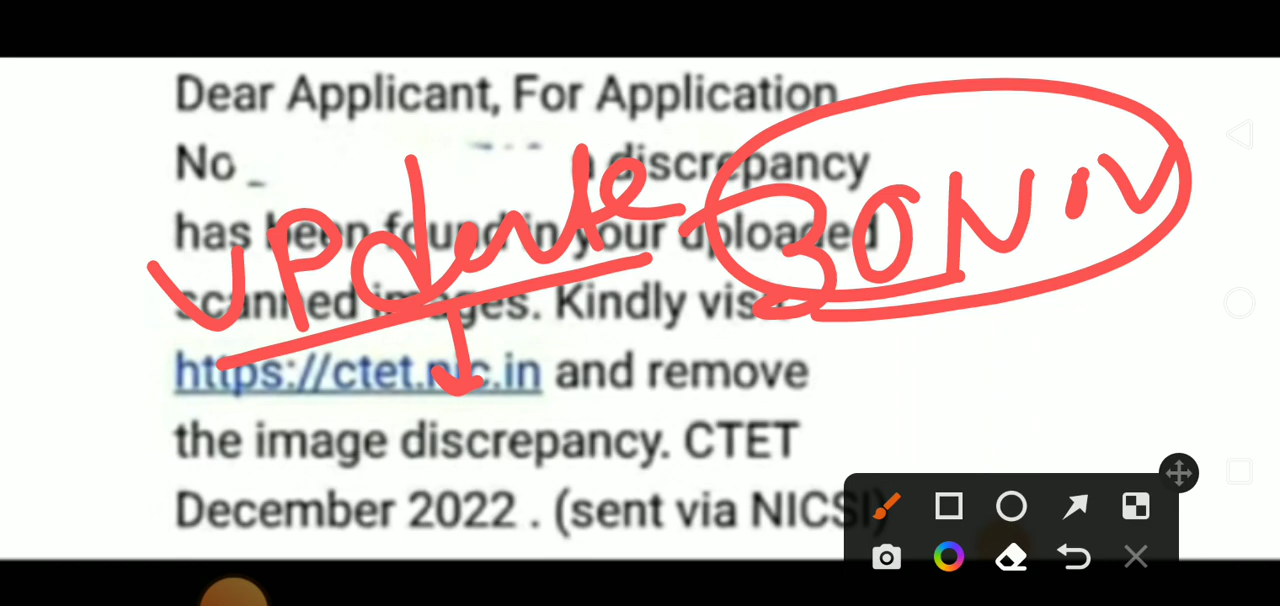 Dear Applicant, For Application
No discrepancy
has been found in your uploaded
scanned images. Kindly visit
https://ctet.nic.in and remove
the image discrepancy. CTET
December 2022 . (sent via NICSI)
UPdate
30 Nov